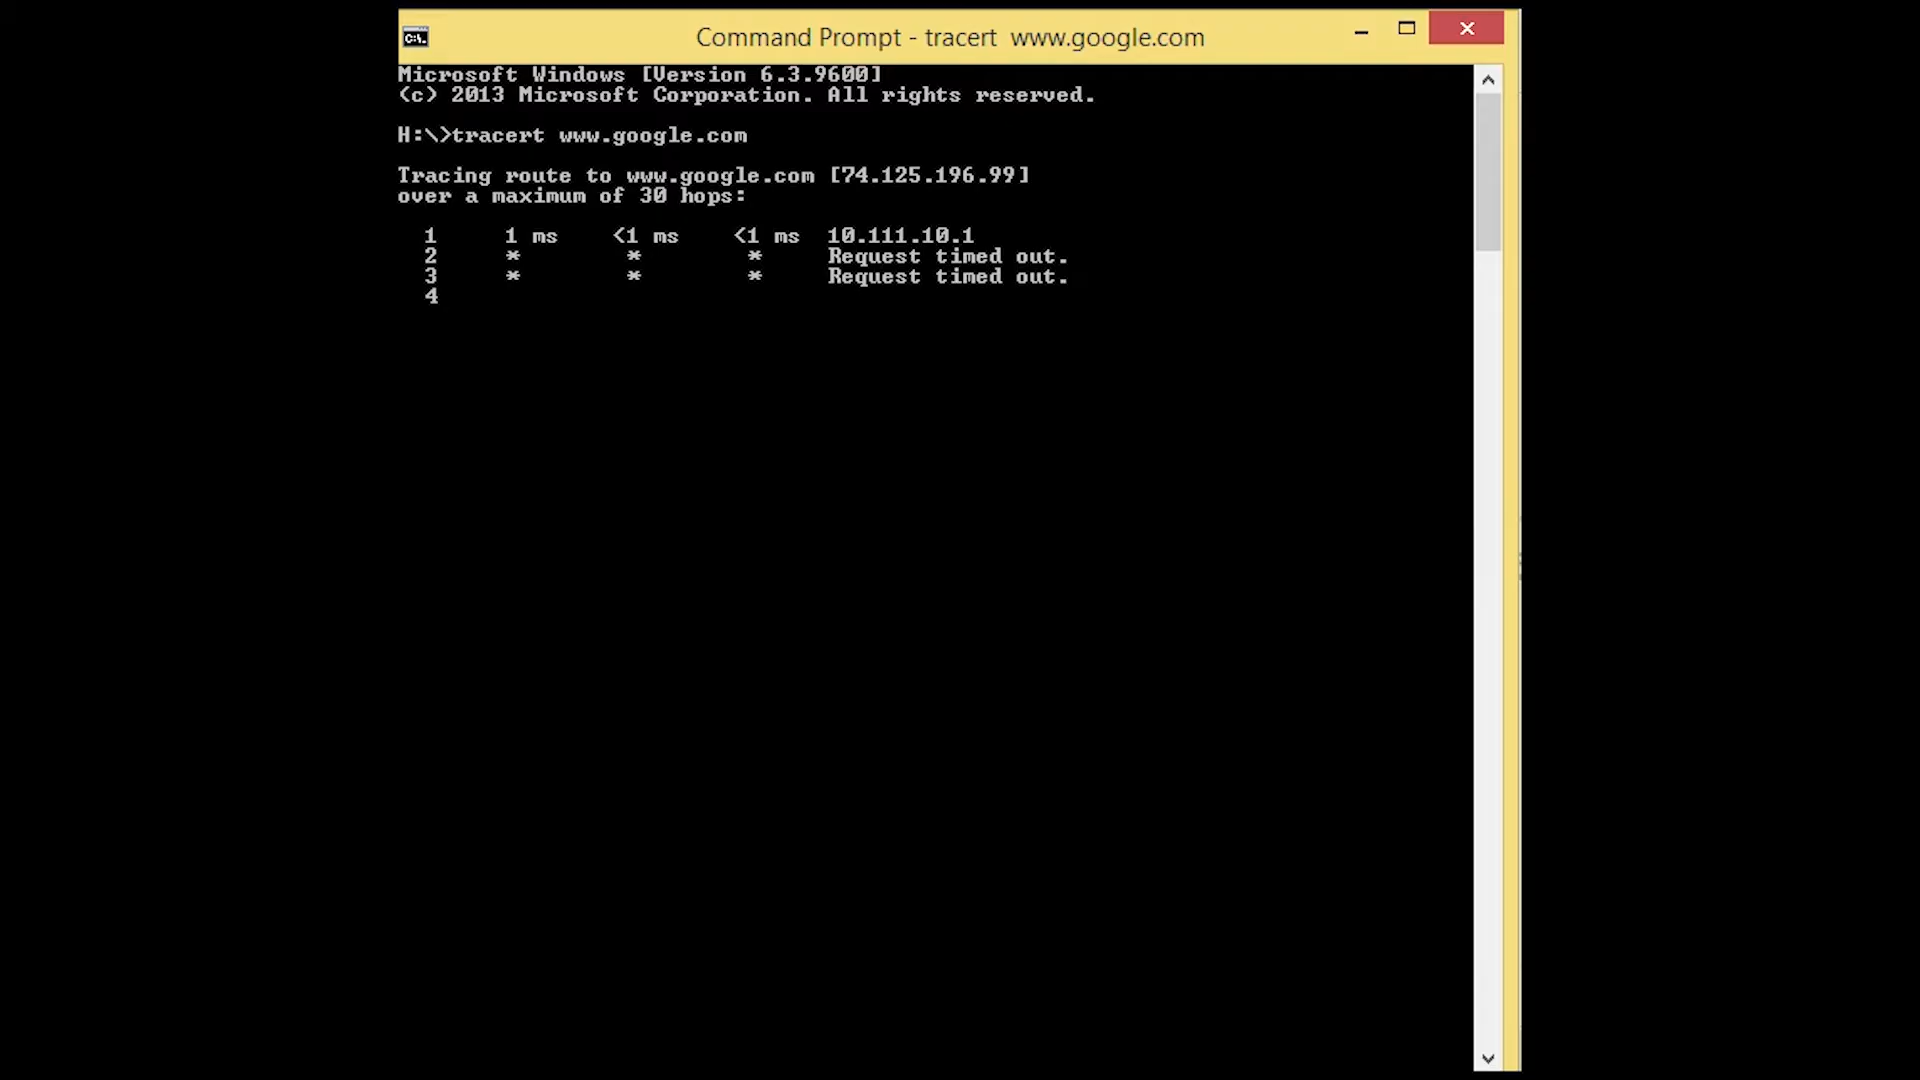 C:\.
Command Prompt - tracert  www.google.com
Microsoft Windows [Version 6.3.9600]
(c) 2013 Microsoft Corporation. All rights reserved.
H:\>tracert www.google.com
Tracing route to www.google.com [74.125.196.99]
over a maximum of 30 hops:
1     1 ms    <1 ms    <1 ms  10.111.10.1
2     *        *        *     Request timed out.
3     *        *        *     Request timed out.
4